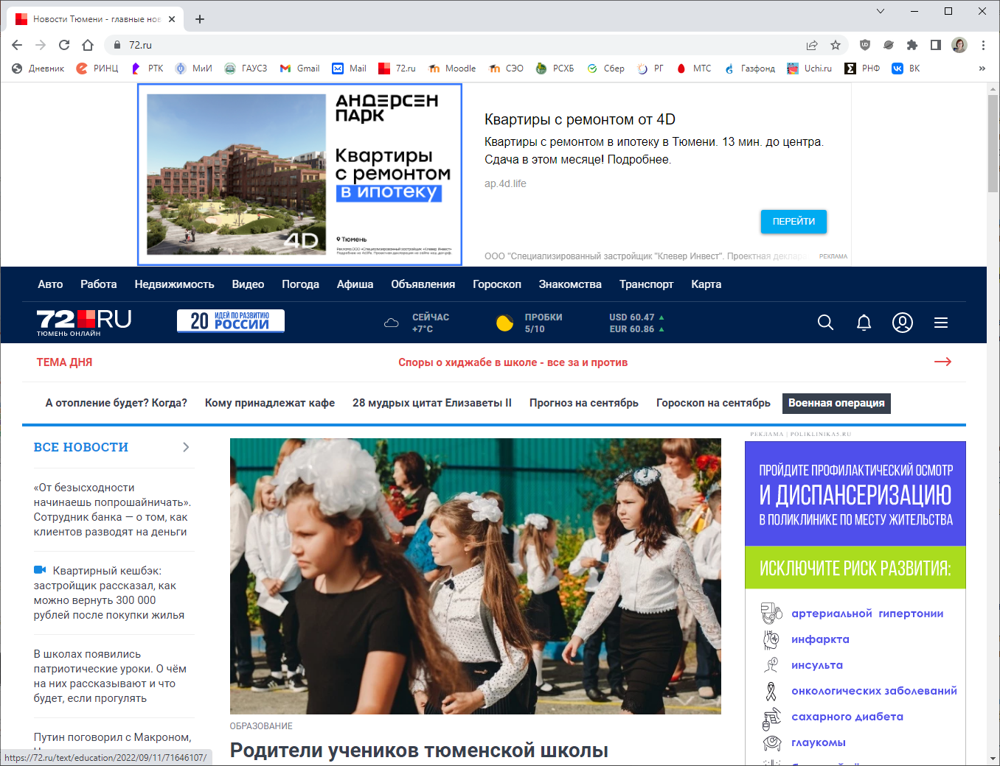 Новости Тюмени - главные нов
72.ru
Дневник
РИНЦ
РТК
МиИ
ГАУСЗ
Gmail
Mail
72.ru
Moodle
СЭО
РСХБ
Сбер
РГ
МТС
Газфонд
Uchi.ru
РНФ
ВК
АНДЕРСЕН
ПАРК
Квартиры
с ремонтом
в ипотеку
4D
Тюмень
Квартиры с ремонтом от 4D
Квартиры с ремонтом в ипотеку в Тюмени. 13 мин. до центра.
Сдача в этом месяце! Подробнее.
ap.4d.life
ПЕРЕЙТИ
ООО "Специализированный застройщик "Клевер Инвест". Проектная деклара
РЕКЛАМА
Авто Работа Недвижимость Видео Погода Афиша Объявления Гороскоп Знакомства Транспорт Карта
72 RU
ТЮМЕНЬ ОНЛАЙН
20 ИДЕЙ ПО РАЗВИТИЮ
РОССИИ
СЕЙЧАС
+7°C
ПРОБКИ
5/10
USD 60.47
EUR 60.86
ТЕМА ДНЯ
Споры о хиджабе в школе - все за и против
А отопление будет? Когда? Кому принадлежат кафе 28 мудрых цитат Елизаветы II Прогноз на сентябрь Гороскоп на сентябрь Военная операция
ВСЕ НОВОСТИ
«От безысходности
начинаешь попрошайничать».
Сотрудник банка — о том, как
клиентов разводят на деньги
Квартирный кешбэк:
застройщик рассказал, как
можно вернуть 300 000
рублей после покупки жилья
В школах появились
патриотические уроки. О чём
на них рассказывают и что
будет, если прогулять
Путин поговорил с Макроном,
https://72.ru/text/education/2022/09/11/71646107/
ОБРАЗОВАНИЕ
Родители учеников тюменской школы
РЕКЛАМА | POLIKLINIKA5.RU
ПРОЙДИТЕ ПРОФИЛАКТИЧЕСКИЙ ОСМОТР
И ДИСПАНСЕРИЗАЦИЮ
В ПОЛИКЛИНИКЕ ПО МЕСТУ ЖИТЕЛЬСТВА
ИСКЛЮЧИТЕ РИСК РАЗВИТИЯ:
артериальной гипертонии
инфаркта
инсульта
онкологических заболеваний
сахарного диабета
глаукомы